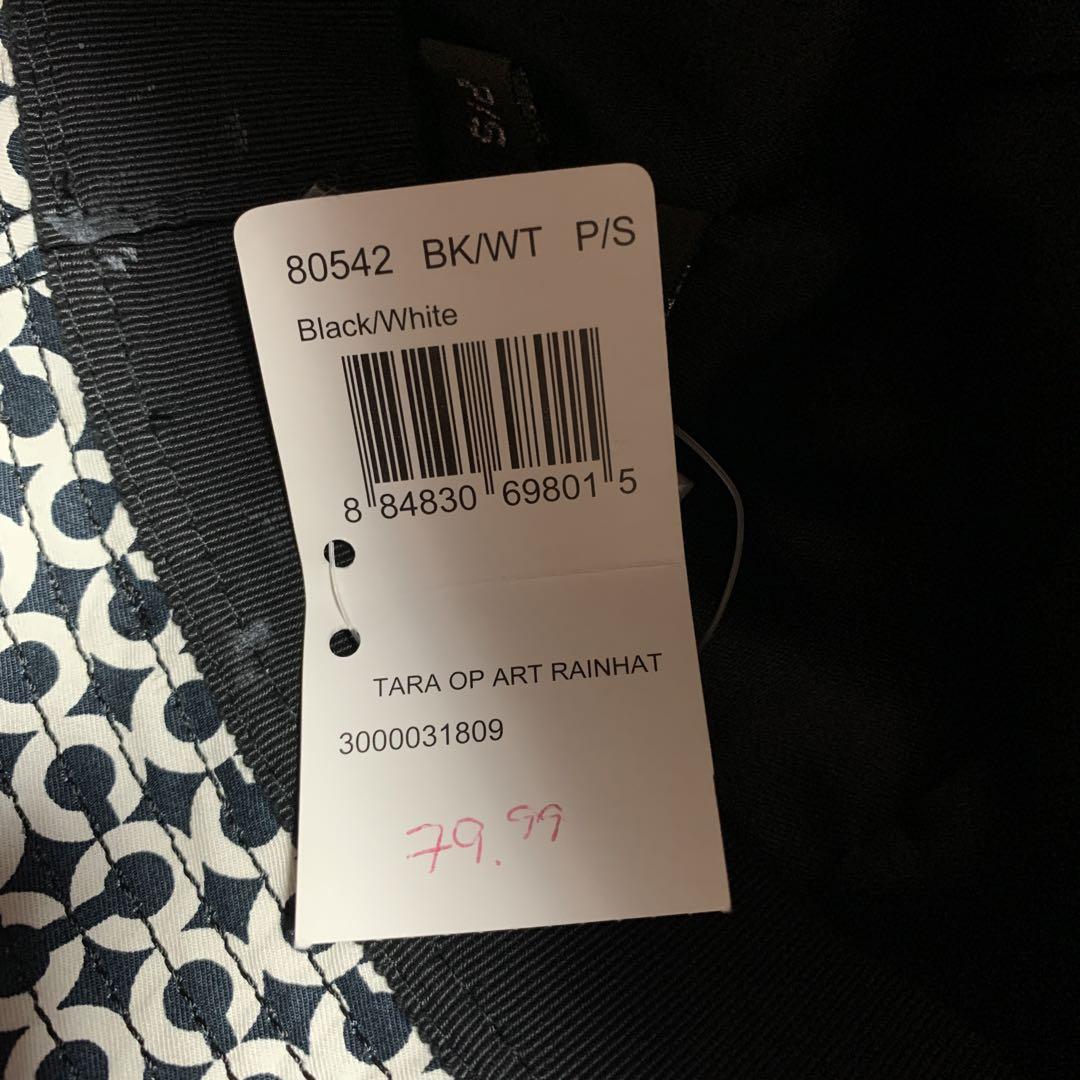 P/S
80542 BK/WT P/S
Black/White
8 84830 69801 5
TARA OP ART RAINHAT
3000031809
79.99